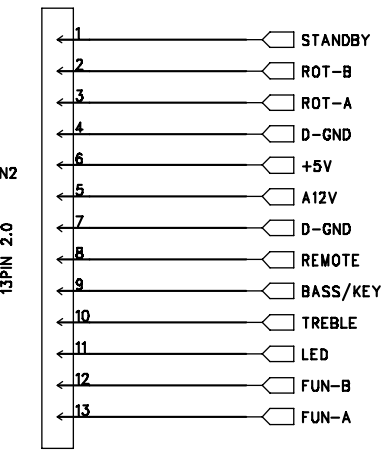 1 STANDBY
2 ROT-B
3 ROT-A
4 D-GND
6 +5V
5 A12V
7 D-GND
8 REMOTE
9 BASS/KEY
10 TREBLE
11 LED
12 FUN-B
13 FUN-A
N2
13PIN 2.0